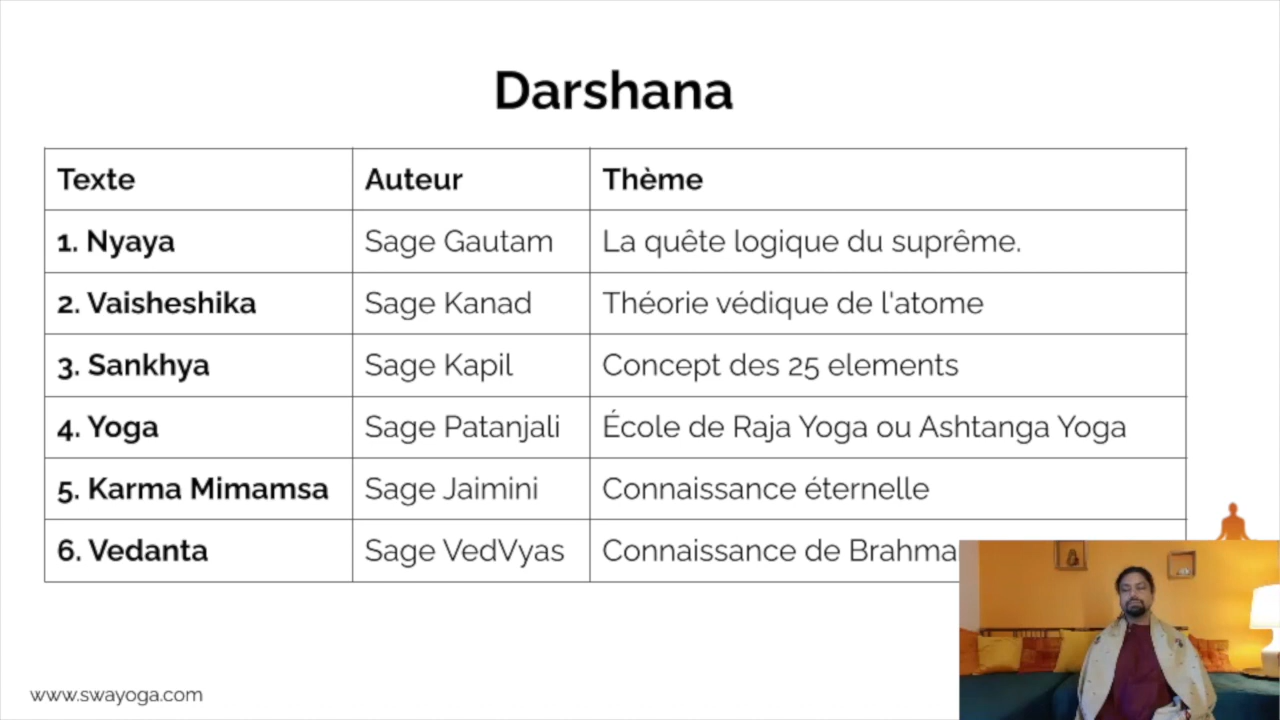 Darshana
Texte Auteur Thème
1. Nyaya Sage Gautam La quête logique du suprême.
2. Vaisheshika Sage Kanad Théorie védique de l'atome
3. Sankhya Sage Kapil Concept des 25 elements
4. Yoga Sage Patanjali École de Raja Yoga ou Ashtanga Yoga
5. Karma Mimamsa Sage Jaimini Connaissance éternelle
6. Vedanta Sage VedVyas Connaissance de Brahma
www.swayoga.com